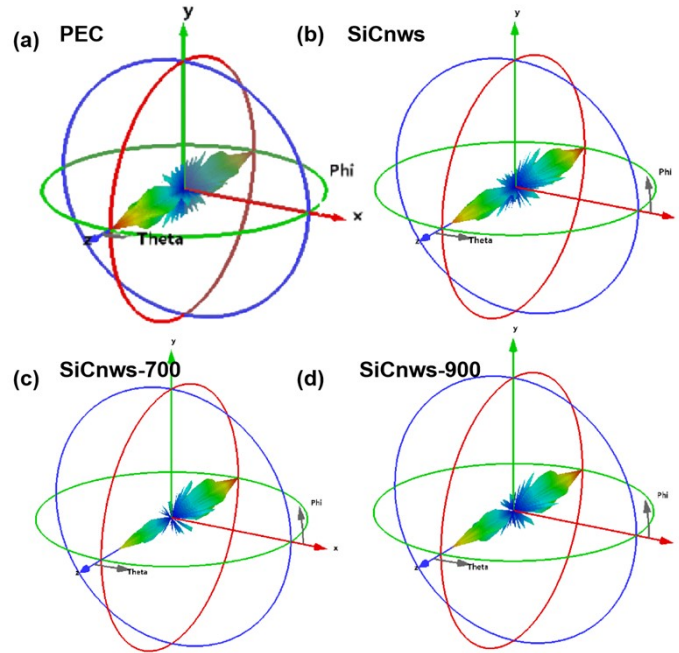 (a) PEC
y
Phi
x
z
Theta
(b) SiCnws
y
Phi
z
Theta
(c) SiCnws-700
y
Phi
x
z
Theta
(d) SiCnws-900
y
Phi
z
Theta